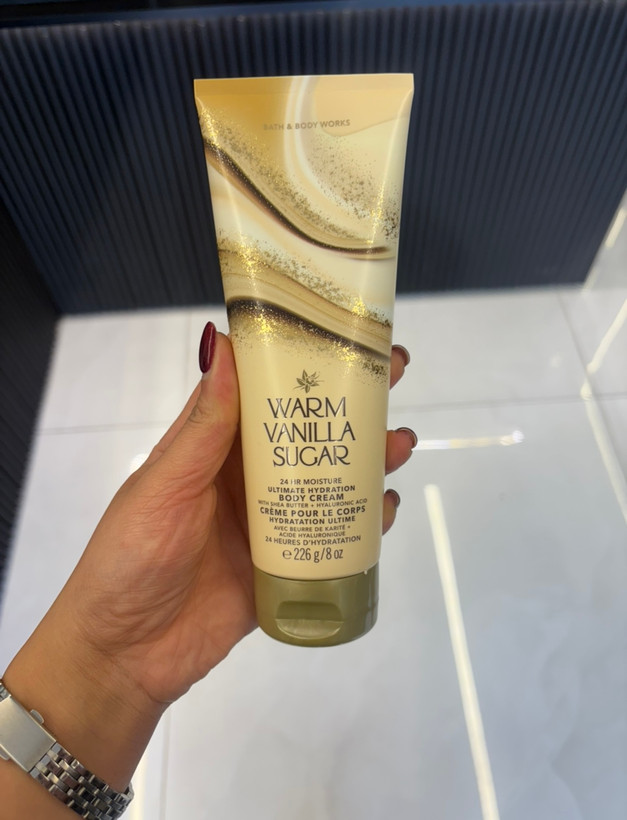 BATH & BODY WORKS
WARM
VANILLA
SUGAR
24 HR MOISTURE
ULTIMATE HYDRATION
BODY CREAM
WITH SHEA BUTTER + HYALURONIC ACID
CRÈME POUR LE CORPS
HYDRATATION ULTIME
AVEC BEURRE DE KARITÉ +
ACIDE HYALURONIQUE
24 HEURES D'HYDRATATION
℮ 226 g/8 oz